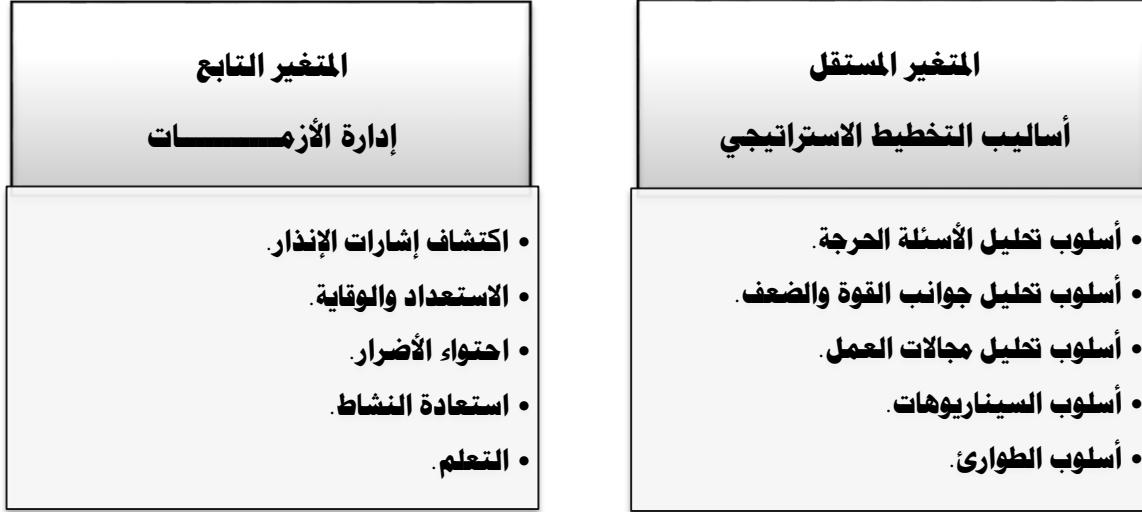 المتغير المستقل
أساليب التخطيط الاستراتيجي
• أسلوب تحليل الأسئلة الحرجة.
• أسلوب تحليل جوانب القوة والضعف.
• أسلوب تحليل مجالات العمل.
• أسلوب السيناريوهات.
• أسلوب الطوارئ.
المتغير التابع
إدارة الأزمـــــــــات
• اكتشاف إشارات الإنذار.
• الاستعداد والوقاية.
• احتواء الأضرار.
• استعادة النشاط.
• التعلم.